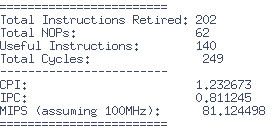 =========================
Total Instructions Retired: 202
Total NOPs: 62
Useful Instructions: 140
Total Cycles: 249
-------------------------
CPI: 1.232673
IPC: 0.811245
MIPS (assuming 100MHz): 81.124498
=========================